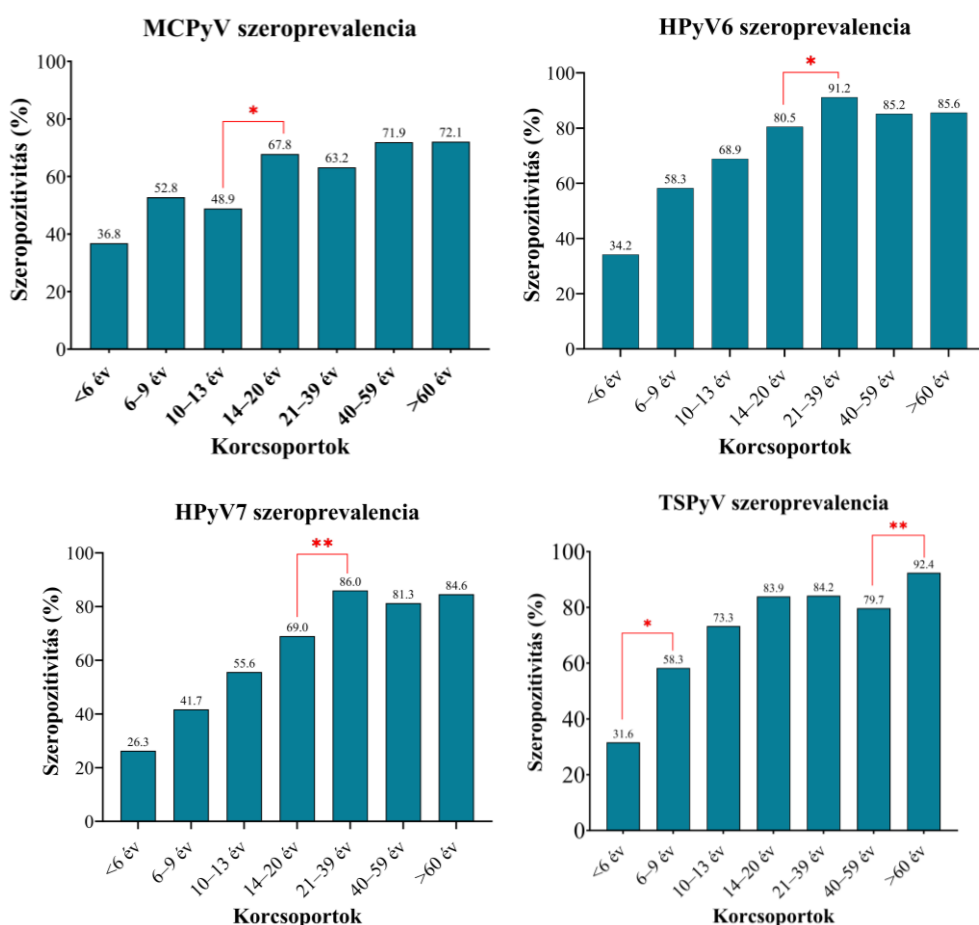 MCPyV szeroprevalencia
Szeropozitivitás (%)
100
80
60
40
20
0
36.8
52.8
48.9
*
67.8
63.2
71.9
72.1
<6 év
6–9 év
10–13 év
14–20 év
21–39 év
40–59 év
>60 év
Korcsoportok
HPyV6 szeroprevalencia
Szeropozitivitás (%)
100
80
60
40
20
0
34.2
58.3
68.9
80.5
*
91.2
85.2
85.6
<6 év
6–9 év
10–13 év
14–20 év
21–39 év
40–59 év
>60 év
Korcsoportok
HPyV7 szeroprevalencia
Szeropozitivitás (%)
100
80
60
40
20
0
26.3
41.7
55.6
69.0
**
86.0
81.3
84.6
<6 év
6–9 év
10–13 év
14–20 év
21–39 év
40–59 év
>60 év
Korcsoportok
TSPyV szeroprevalencia
Szeropozitivitás (%)
100
80
60
40
20
0
31.6
*
58.3
73.3
83.9
84.2
79.7
**
92.4
<6 év
6–9 év
10–13 év
14–20 év
21–39 év
40–59 év
>60 év
Korcsoportok